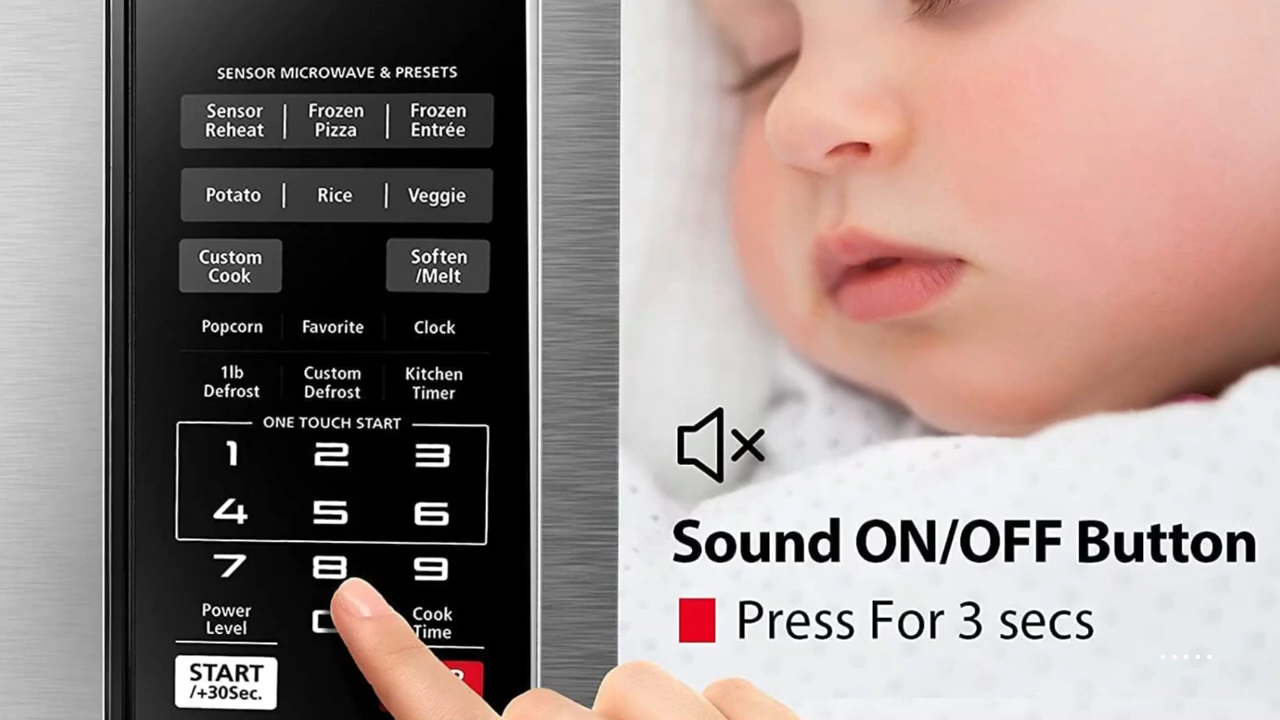 SENSOR MICROWAVE & PRESETS
Sensor Reheat
Frozen Pizza
Frozen Entrée
Potato
Rice
Veggie
Custom Cook
Soften /Melt
Popcorn
Favorite
Clock
1lb Defrost
Custom Defrost
Kitchen Timer
ONE TOUCH START
1 2 3
4 5 6
7 8 9
Power Level
Cook Time
START /+30Sec.
Sound ON/OFF Button
Press For 3 secs